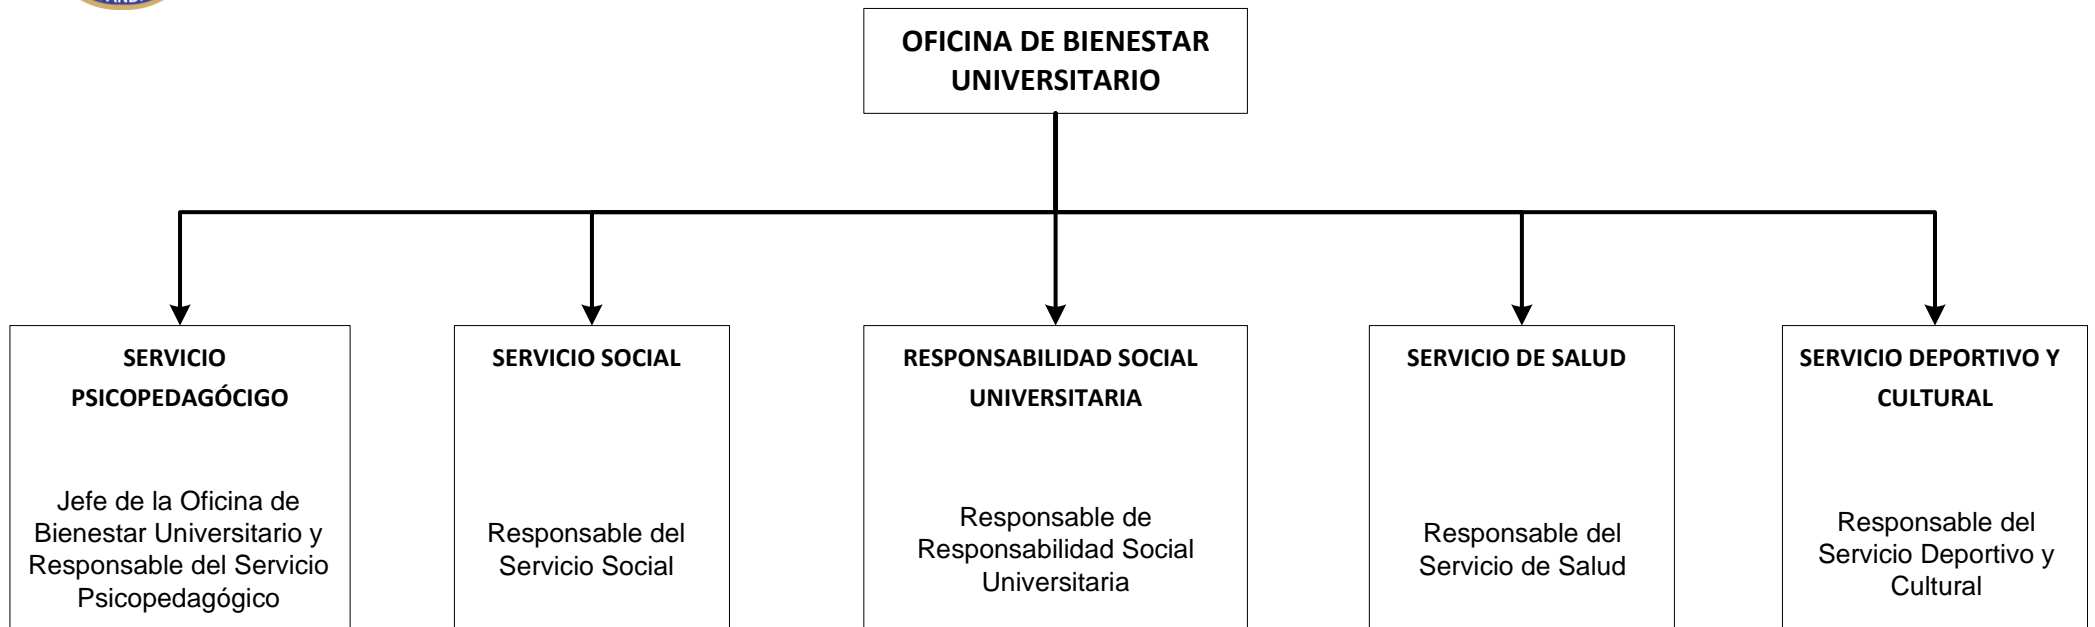 OFICINA DE BIENESTAR
UNIVERSITARIO
SERVICIO
PSICOPEDAGÓCIGO
Jefe de la Oficina de
Bienestar Universitario y
Responsable del Servicio
Psicopedagógico
SERVICIO SOCIAL
Responsable del
Servicio Social
RESPONSABILIDAD SOCIAL
UNIVERSITARIA
Responsable de
Responsabilidad Social
Universitaria
SERVICIO DE SALUD
Responsable del
Servicio de Salud
SERVICIO DEPORTIVO Y
CULTURAL
Responsable del
Servicio Deportivo y
Cultural